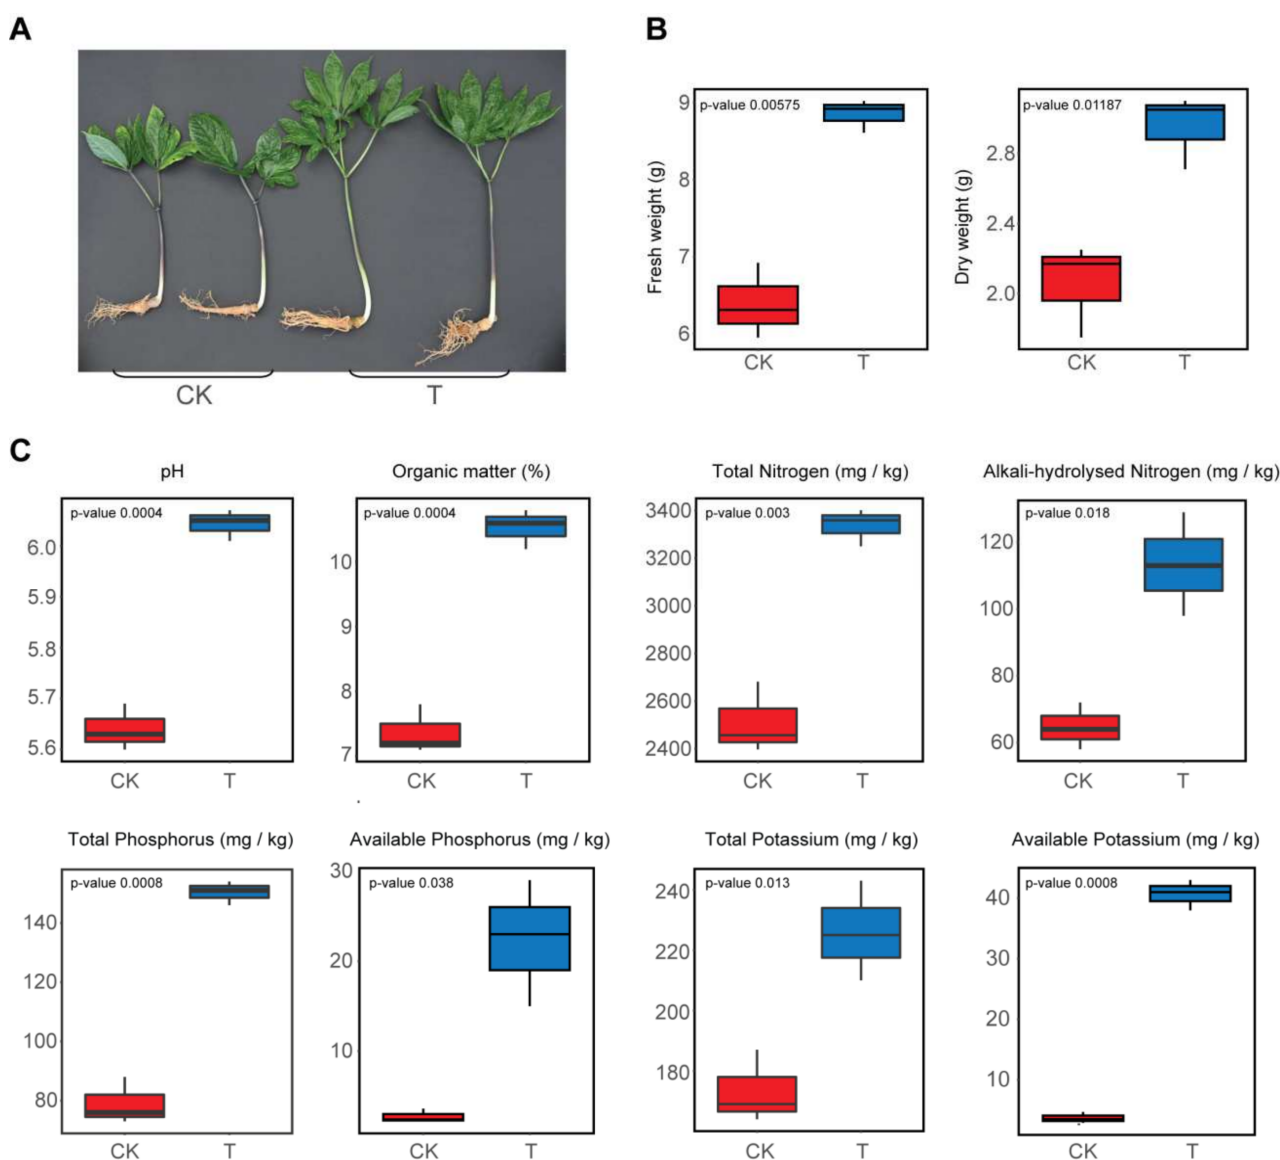 A
B
CK
T
p-value 0.00575
Fresh weight (g)
9
8
7
6
CK
T
p-value 0.01187
Dry weight (g)
2.8
2.4
2.0
CK
T
C
pH
p-value 0.0004
6.0
5.9
5.8
5.7
5.6
CK
T
Organic matter (%)
p-value 0.0004
10
9
8
7
CK
T
Total Nitrogen (mg / kg)
p-value 0.003
3400
3200
3000
2800
2600
2400
CK
T
Alkali-hydrolysed Nitrogen (mg / kg)
p-value 0.018
120
100
80
60
CK
T
Total Phosphorus (mg / kg)
p-value 0.0008
140
120
100
80
CK
T
Available Phosphorus (mg / kg)
p-value 0.038
30
20
10
CK
T
Total Potassium (mg / kg)
p-value 0.013
240
220
200
180
CK
T
Available Potassium (mg / kg)
p-value 0.0008
40
30
20
10
CK
T